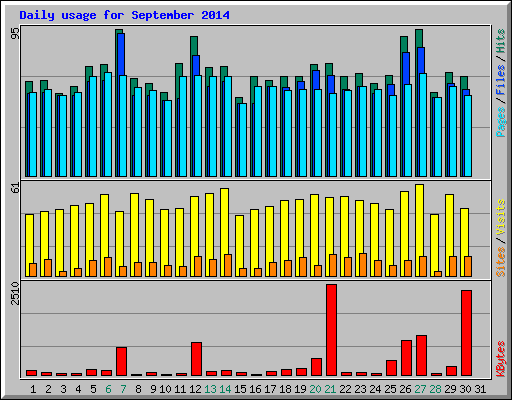 Daily usage for September 2014
95
Pages / Files / Hits
61
Sites / Visits
2510
KBytes
1 2 3 4 5 6 7 8 9 10 11 12 13 14 15 16 17 18 19 20 21 22 23 24 25 26 27 28 29 30 31